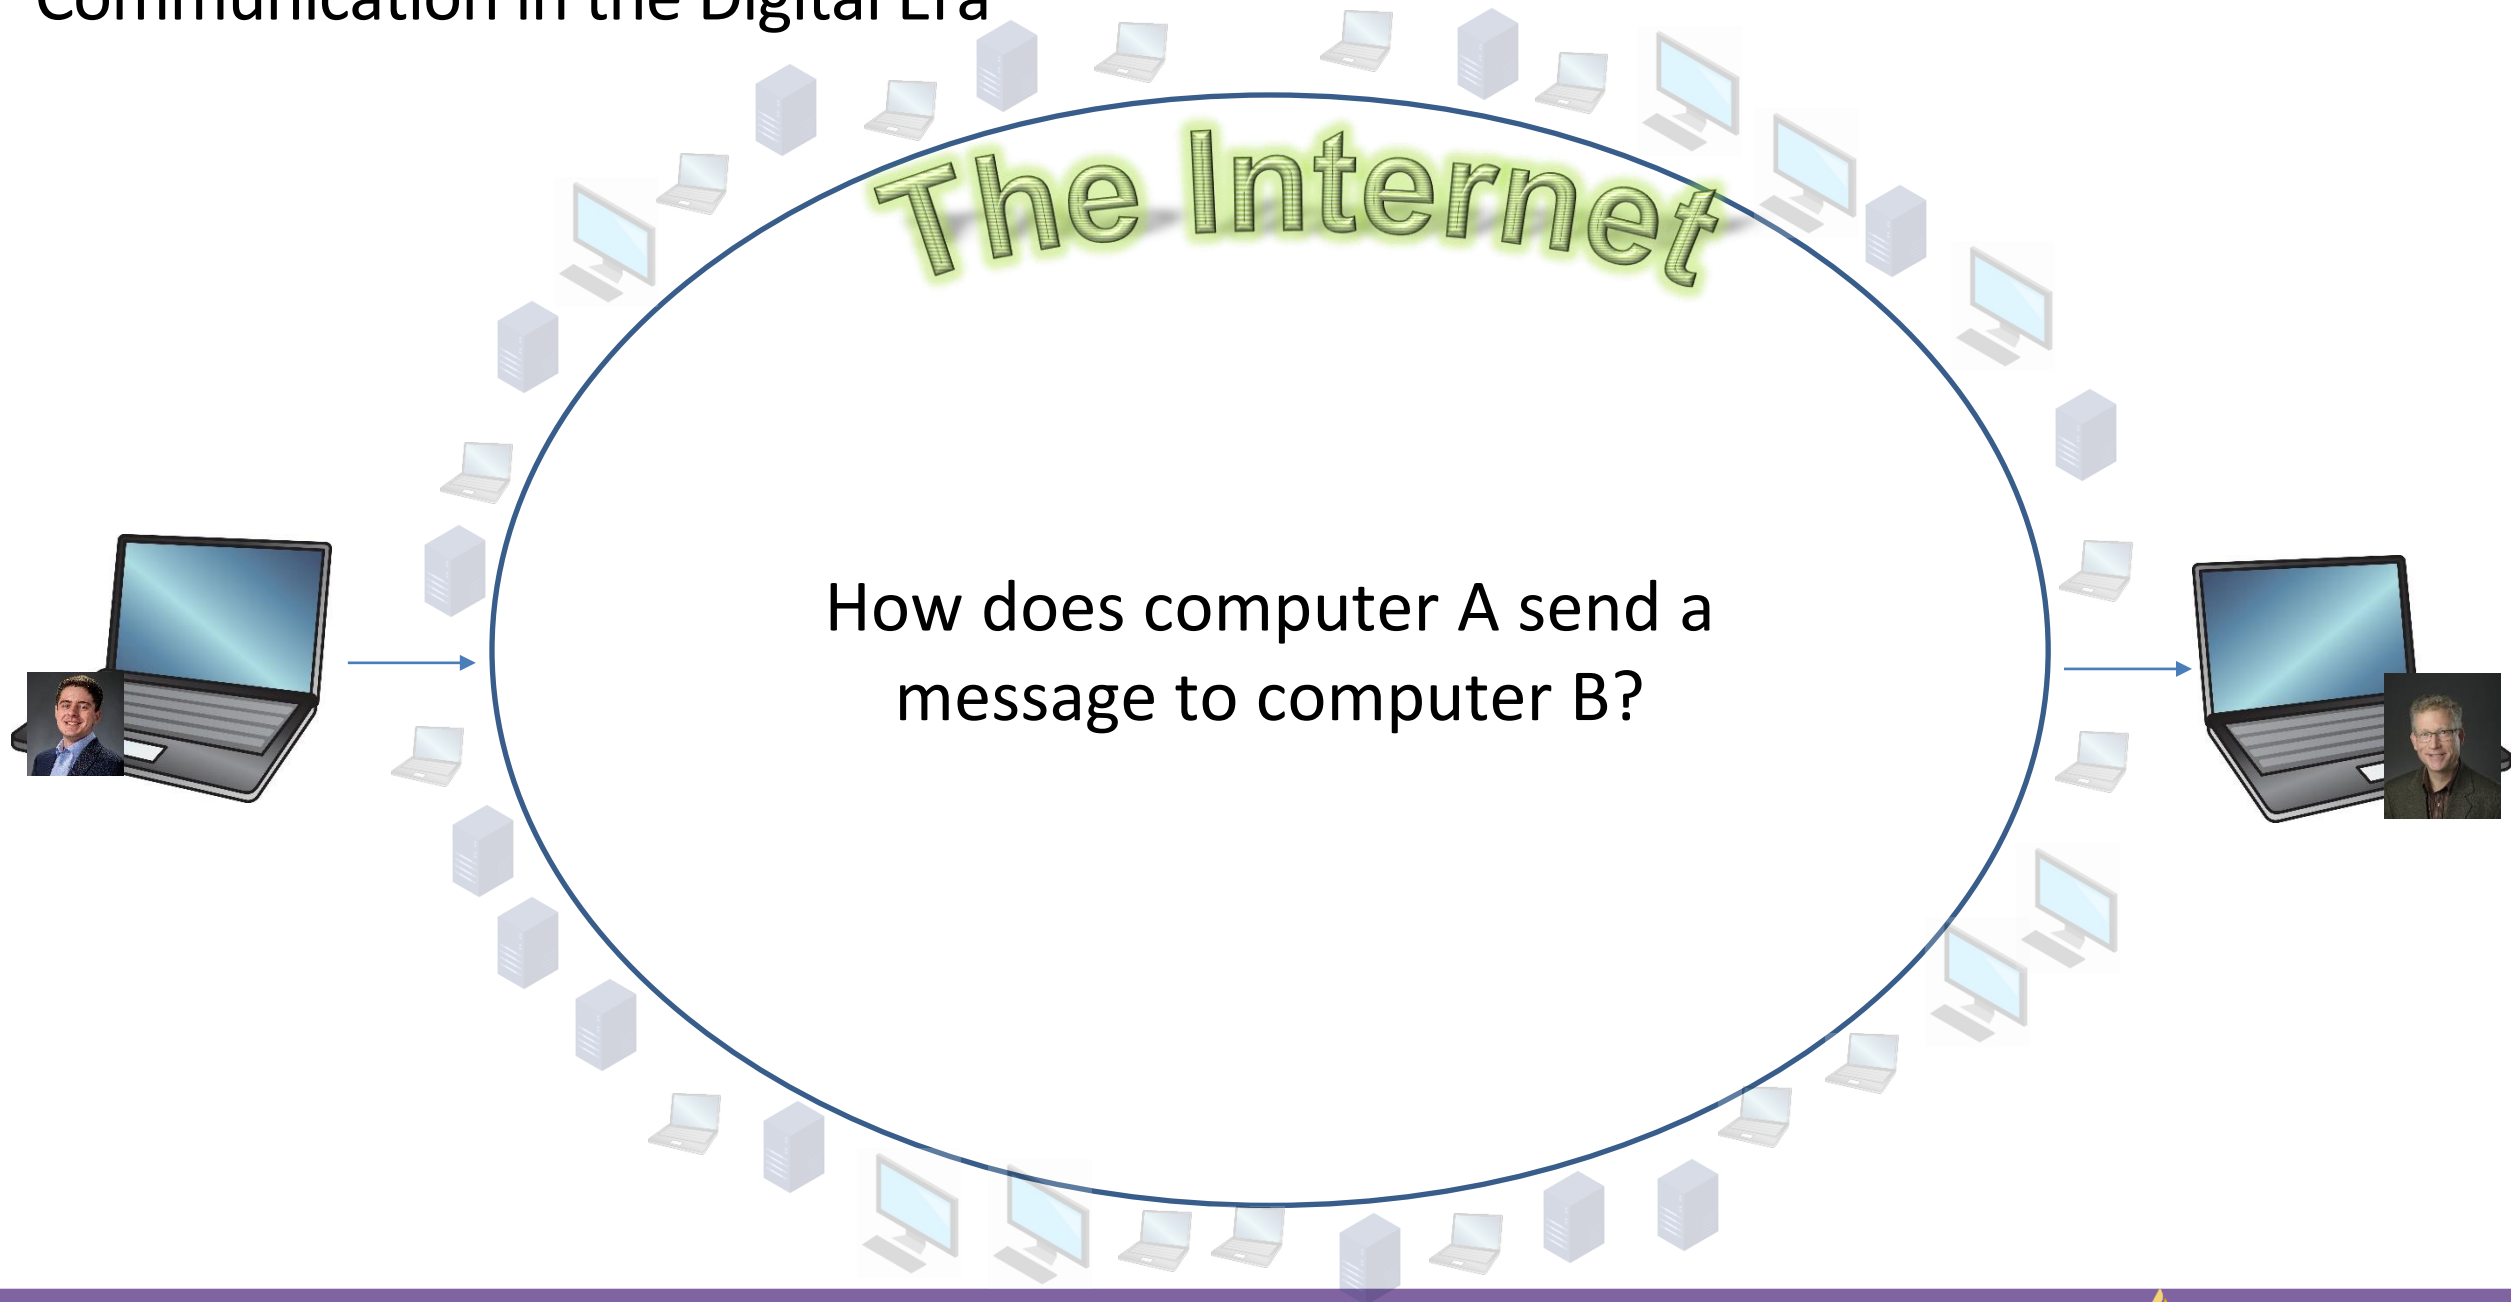 Communication in the Digital Era
The Internet
How does computer A send a
message to computer B?